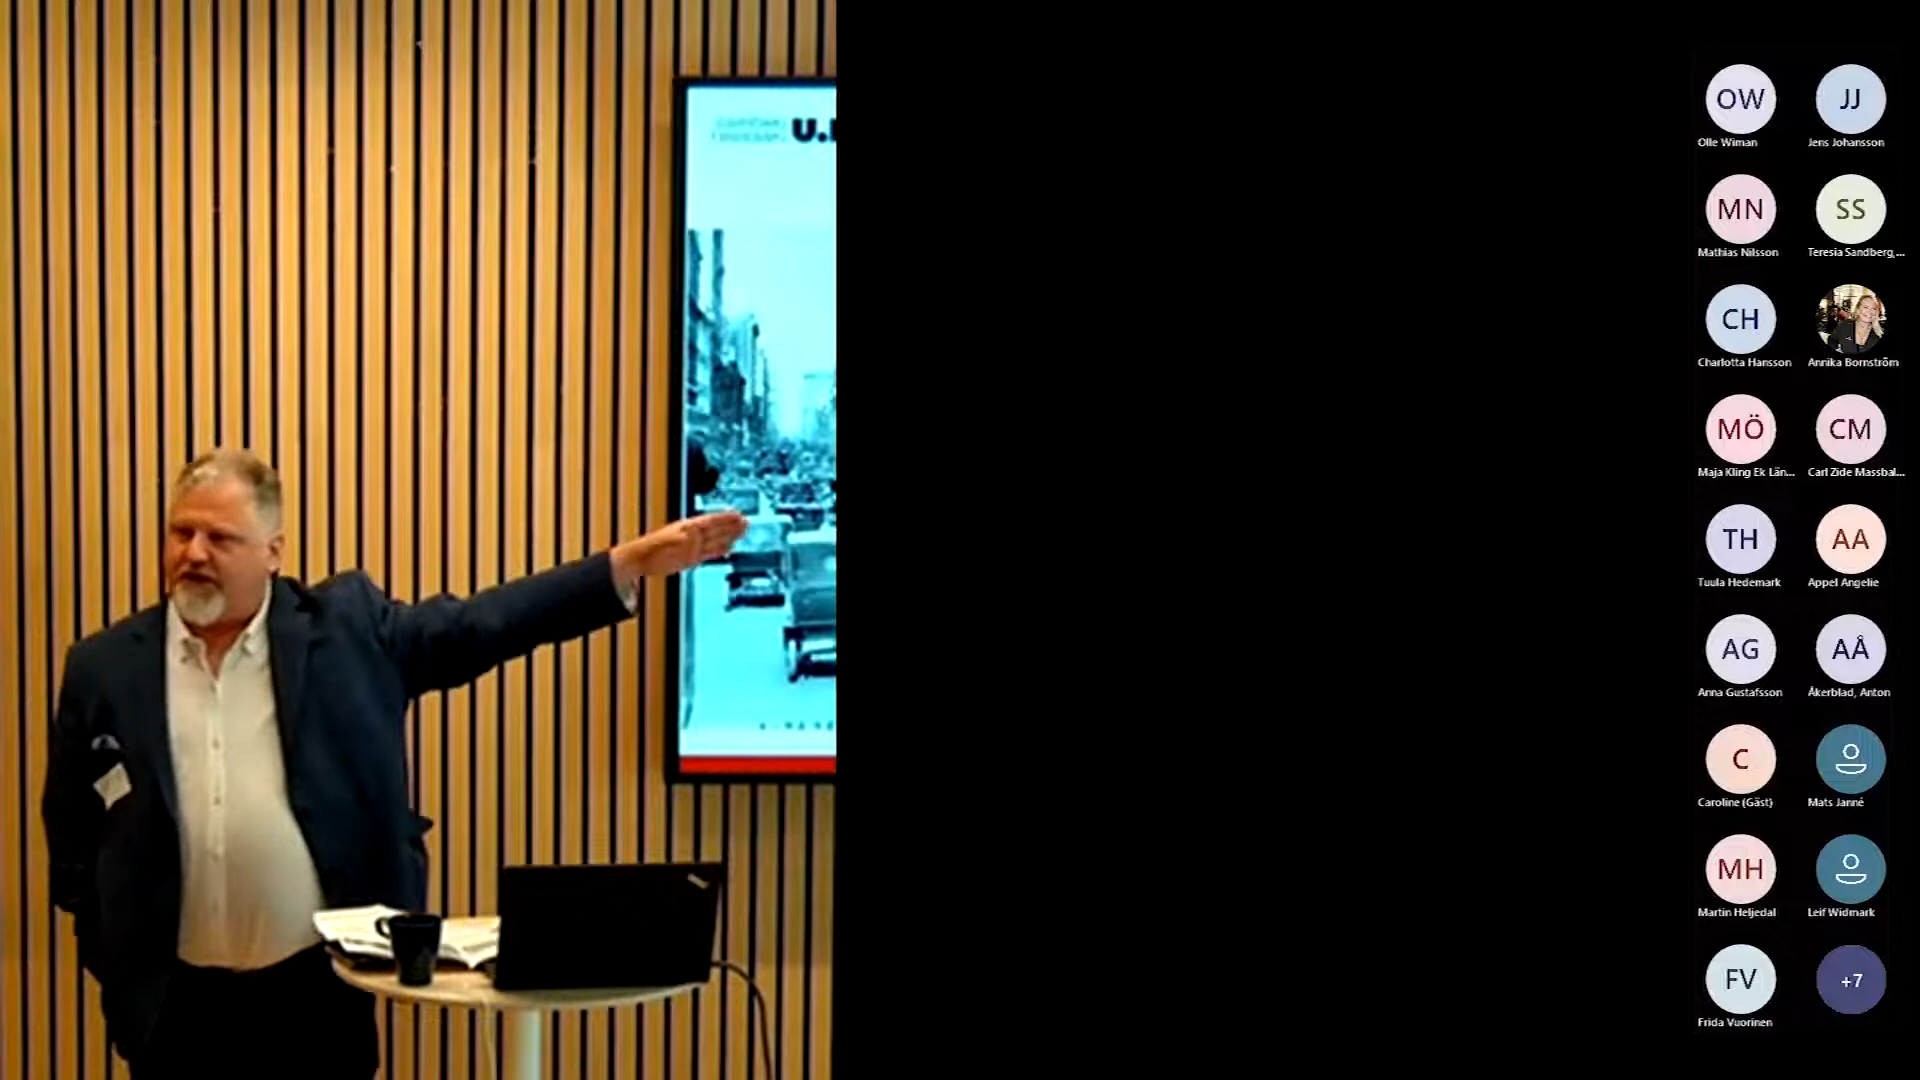 U.
OW
JJ
Olle Wiman
Jens Johansson
MN
SS
Mathias Nilsson
Teresia Sandberg,...
CH
Charlotta Hansson
Annika Bornström
MÖ
CM
Maja Kling Ek Län...
Carl Zide Massbal...
TH
AA
Tuula Hedemark
Appel Angelie
AG
AÅ
Anna Gustafsson
Åkerblad, Anton
C
Caroline (Gäst)
Mats Janné
MH
Martin Heljedal
Leif Widmark
FV
+7
Frida Vuorinen